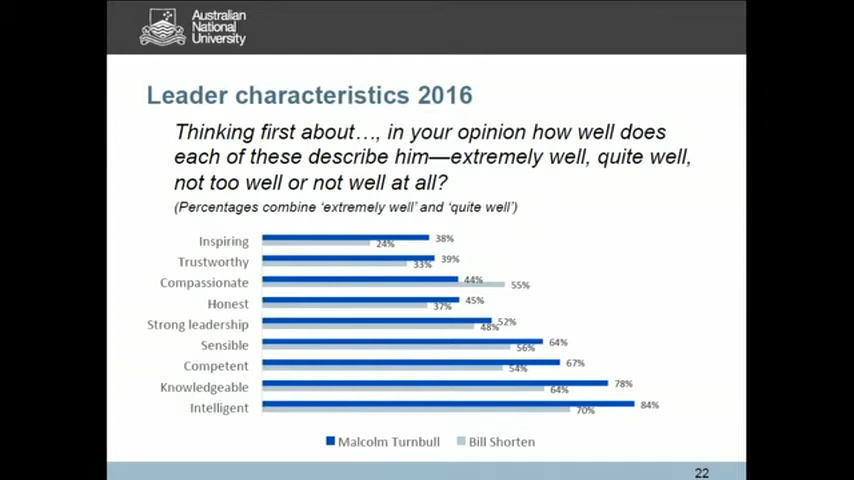 Australian
National
University
Leader characteristics 2016
Thinking first about…, in your opinion how well does
each of these describe him—extremely well, quite well,
not too well or not well at all?
(Percentages combine ‘extremely well’ and ‘quite well’)
Inspiring 38% 24%
Trustworthy 39% 33%
Compassionate 44% 55%
Honest 45% 37%
Strong leadership 52% 48%
Sensible 64% 56%
Competent 67% 54%
Knowledgeable 78% 64%
Intelligent 84% 70%
Malcolm Turnbull Bill Shorten
22